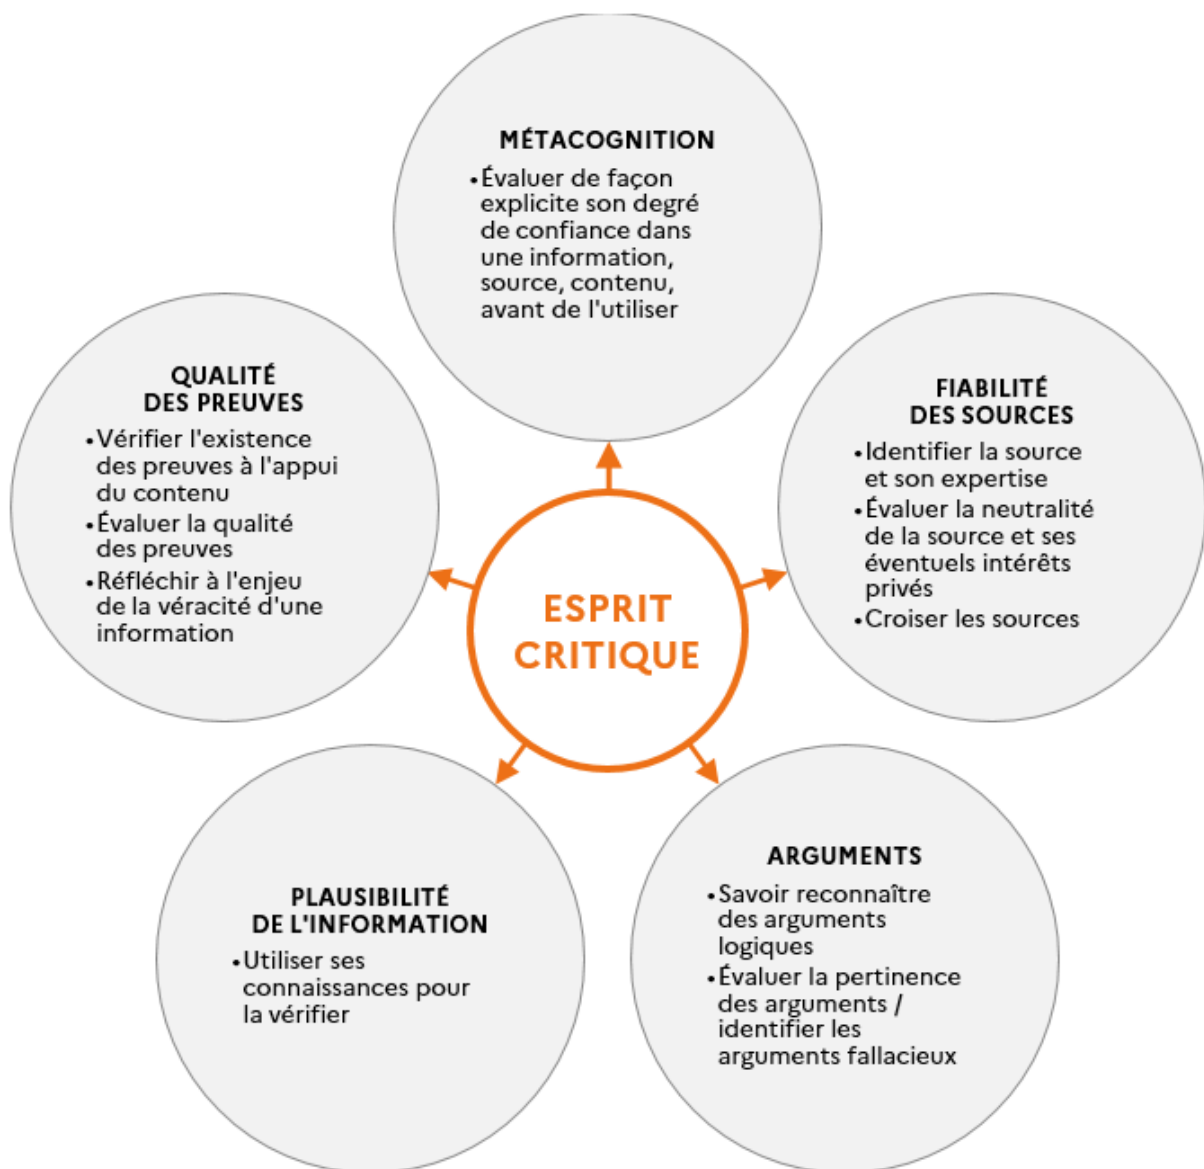 MÉTACOGNITION
•Évaluer de façon
explicite son degré
de confiance dans
une information,
source, contenu,
avant de l'utiliser
QUALITÉ
DES PREUVES
•Vérifier l'existence
des preuves à l'appui
du contenu
•Évaluer la qualité
des preuves
•Réfléchir à l'enjeu
de la véracité d'une
information
FIABILITÉ
DES SOURCES
•Identifier la source
et son expertise
•Évaluer la neutralité
de la source et ses
éventuels intérêts
privés
•Croiser les sources
ESPRIT
CRITIQUE
PLAUSIBILITÉ
DE L'INFORMATION
•Utiliser ses
connaissances pour
la vérifier
ARGUMENTS
•Savoir reconnaître
des arguments
logiques
•Évaluer la pertinence
des arguments /
identifier les
arguments fallacieux